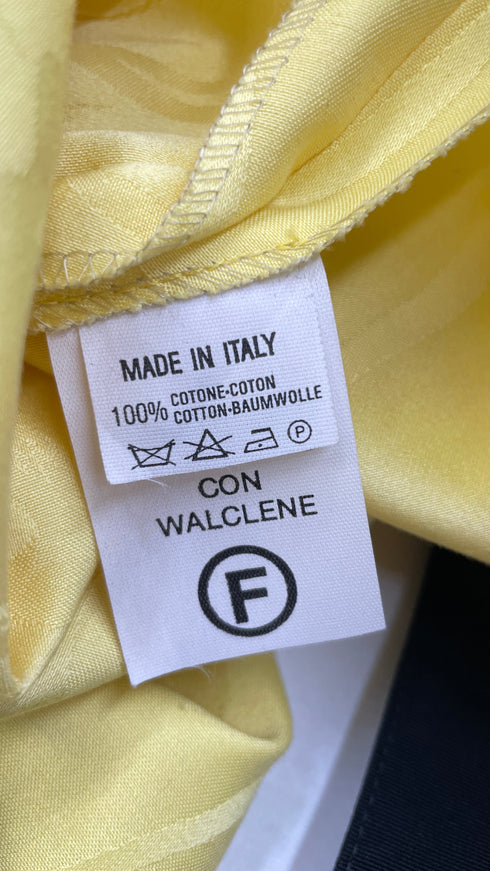 MADE IN ITALY
100% COTONE-COTON
COTTON-BAUMWOLLE
P
CON
WALCLENE
F